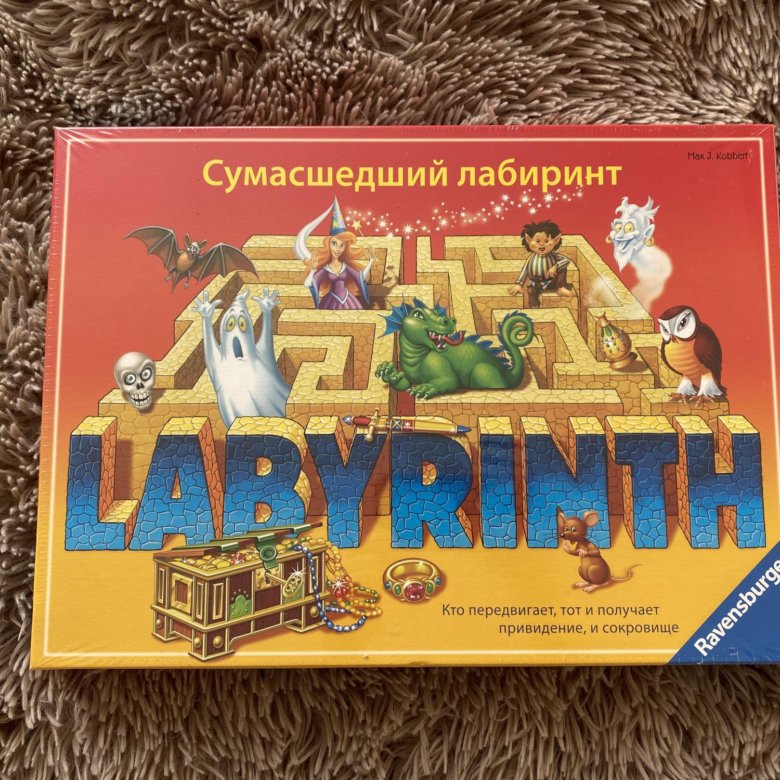 Max J. Kobbert
Сумасшедший лабиринт
LABYRINTH
Кто передвигает, тот и получает
привидение, и сокровище
Ravensburger